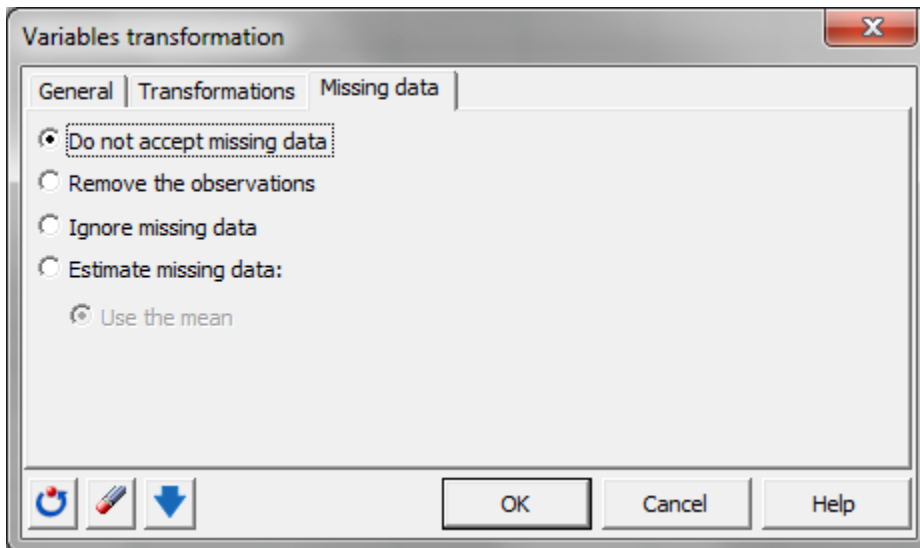 Variables transformation
General Transformations Missing data
Do not accept missing data
Remove the observations
Ignore missing data
Estimate missing data:
Use the mean
OK Cancel Help